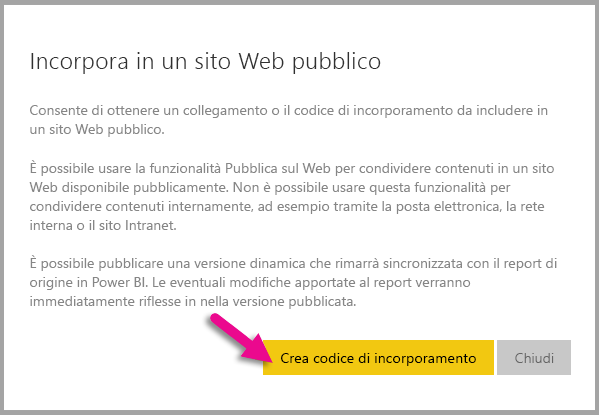 Incorpora in un sito Web pubblico
Consente di ottenere un collegamento o il codice di incorporamento da includere in
un sito Web pubblico.
È possibile usare la funzionalità Pubblica sul Web per condividere contenuti in un sito
Web disponibile pubblicamente. Non è possibile usare questa funzionalità per
condividere contenuti internamente, ad esempio tramite la posta elettronica, la rete
interna o il sito Intranet.
È possibile pubblicare una versione dinamica che rimarrà sincronizzata con il report di
origine in Power BI. Le eventuali modifiche apportate al report verranno
immediatamente riflesse in nella versione pubblicata.
Crea codice di incorporamento
Chiudi